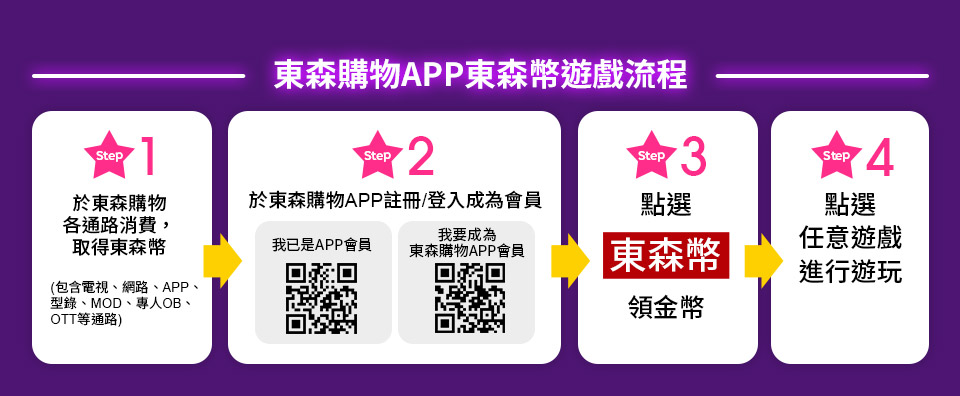 東森購物APP東森幣遊戲流程
Step 1
於東森購物
各通路消費，
取得東森幣
(包含電視、網路、APP、
型錄、MOD、專人OB、
OTT等通路)
Step 2
於東森購物APP註冊/登入成為會員
我已是APP會員
我要成為
東森購物APP會員
Step 3
點選
東森幣
領金幣
Step 4
點選
任意遊戲
進行遊玩